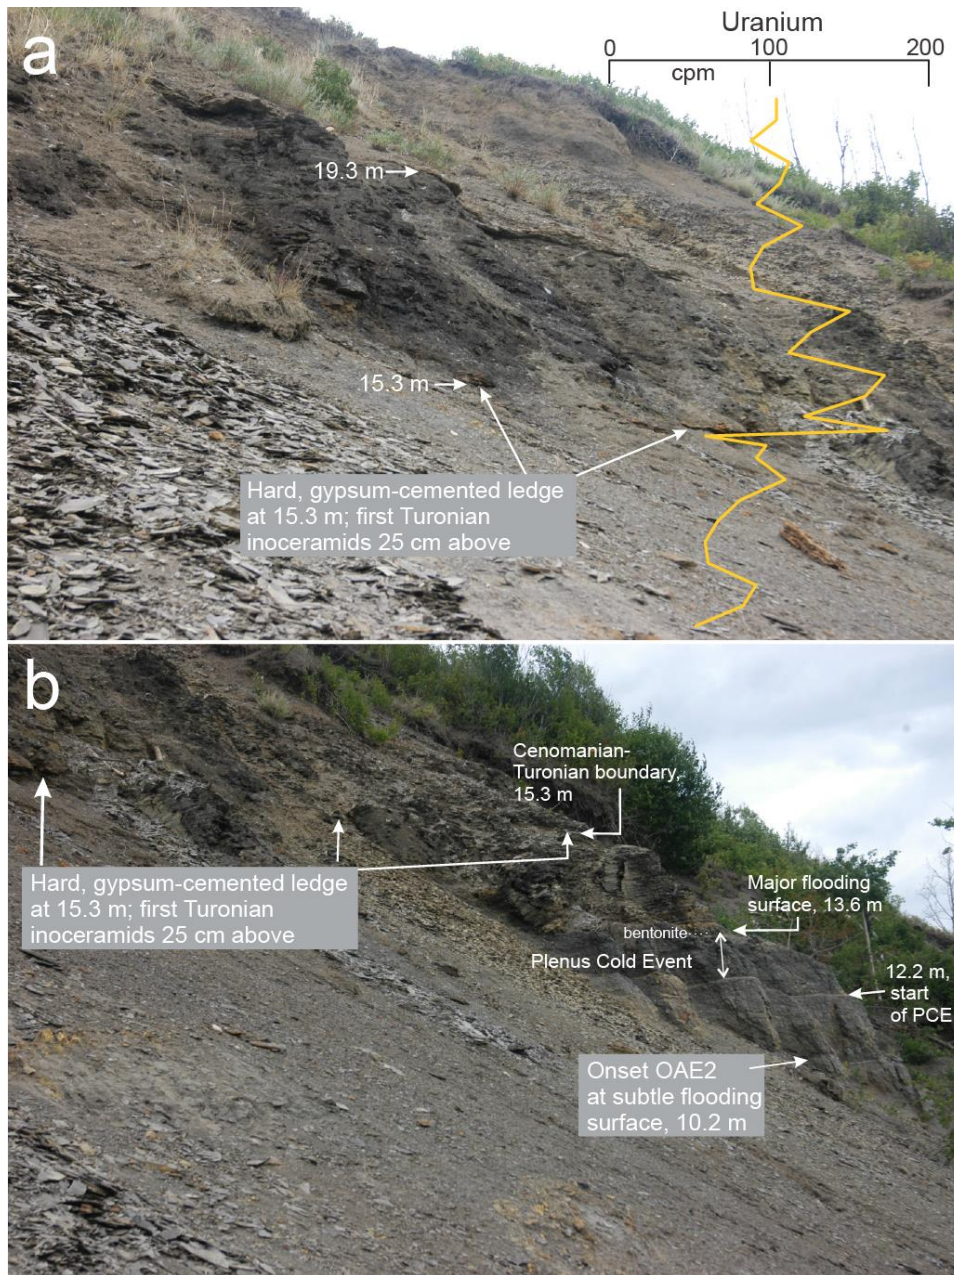 a
Uranium
0 100 200
cpm
19.3 m
15.3 m
Hard, gypsum-cemented ledge
at 15.3 m; first Turonian
inoceramids 25 cm above
b
Cenomanian-
Turonian boundary,
15.3 m
Hard, gypsum-cemented ledge
at 15.3 m; first Turonian
inoceramids 25 cm above
Major flooding
surface, 13.6 m
bentonite
Plenus Cold Event
12.2 m,
start
of PCE
Onset OAE2
at subtle flooding
surface, 10.2 m